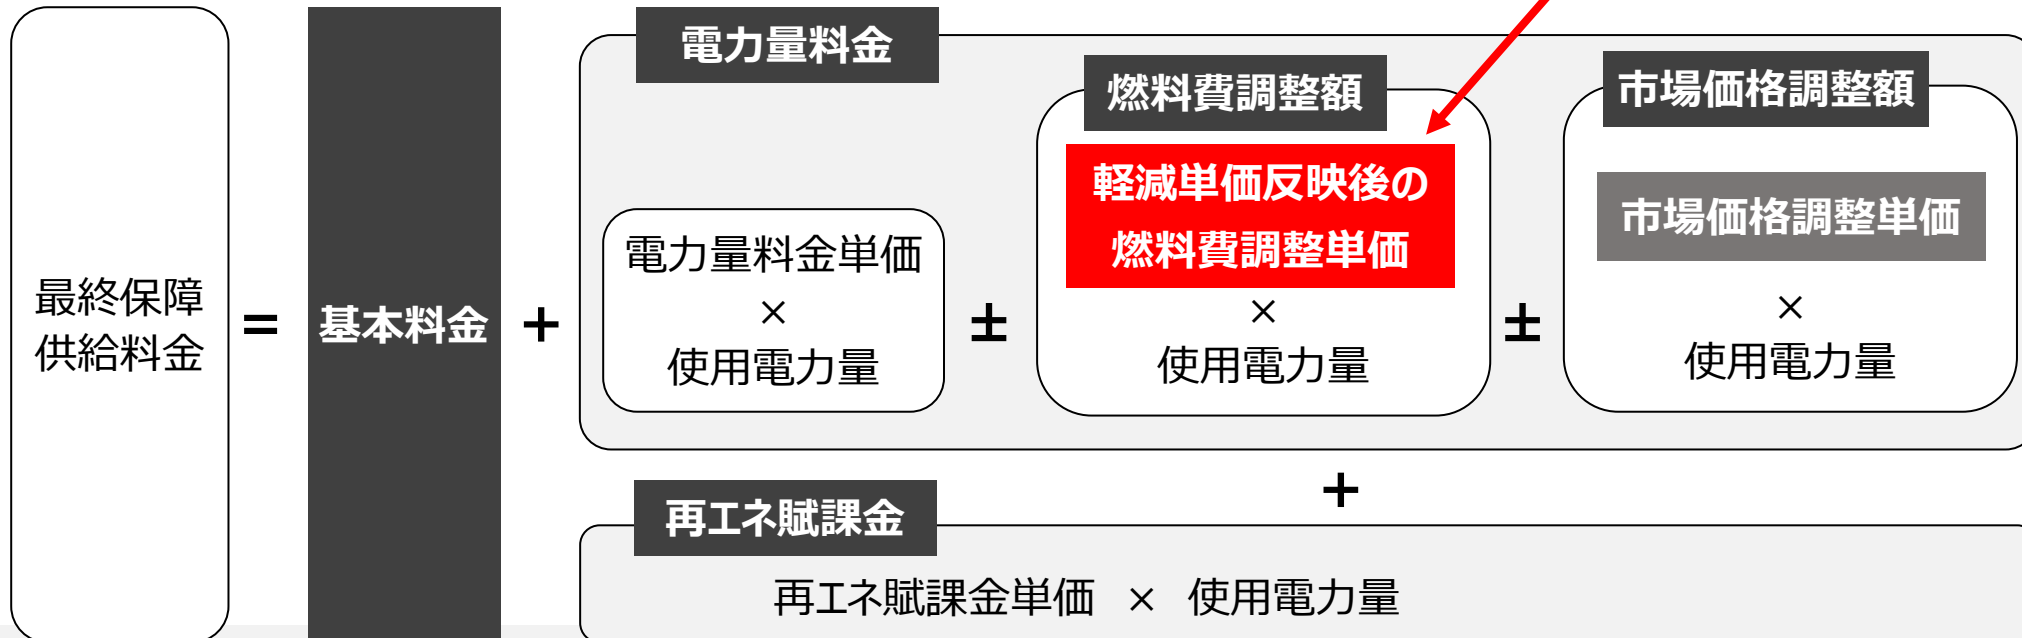 最終保障
供給料金
=
基本料金
+
電力量料金
電力量料金単価
×
使用電力量
±
燃料費調整額
軽減単価反映後の
燃料費調整単価
×
使用電力量
±
市場価格調整額
市場価格調整単価
×
使用電力量
+
再エネ賦課金
再エネ賦課金単価 × 使用電力量